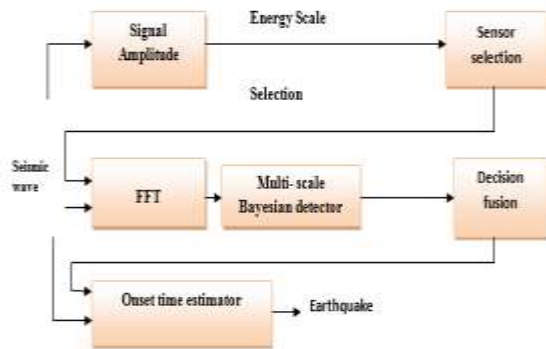 Signal
Amplitude
Energy Scale
Sensor
selection
Selection
Seismic
wave
FFT
Multi- scale
Bayesian detector
Decision
fusion
Onset time estimator
Earthquake